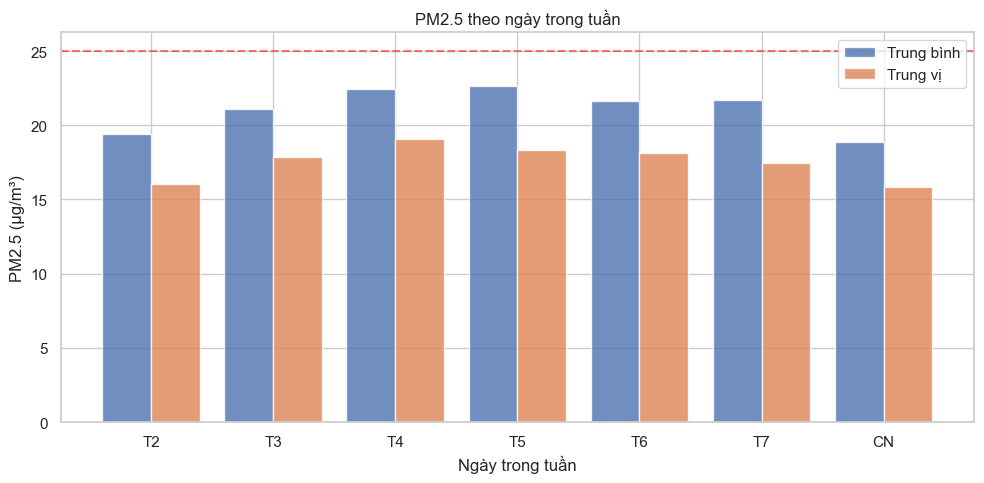 PM2.5 theo ngày trong tuần
Trung bình
Trung vị
PM2.5 (µg/m³)
25
20
15
10
5
0
T2 T3 T4 T5 T6 T7 CN
Ngày trong tuần